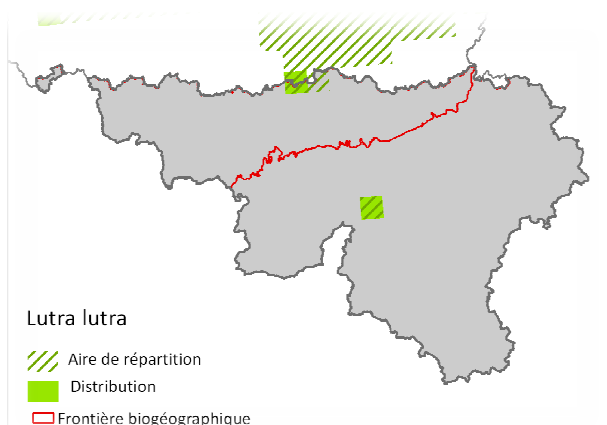 Lutra lutra
Aire de répartition
Distribution
Frontière biogéographique